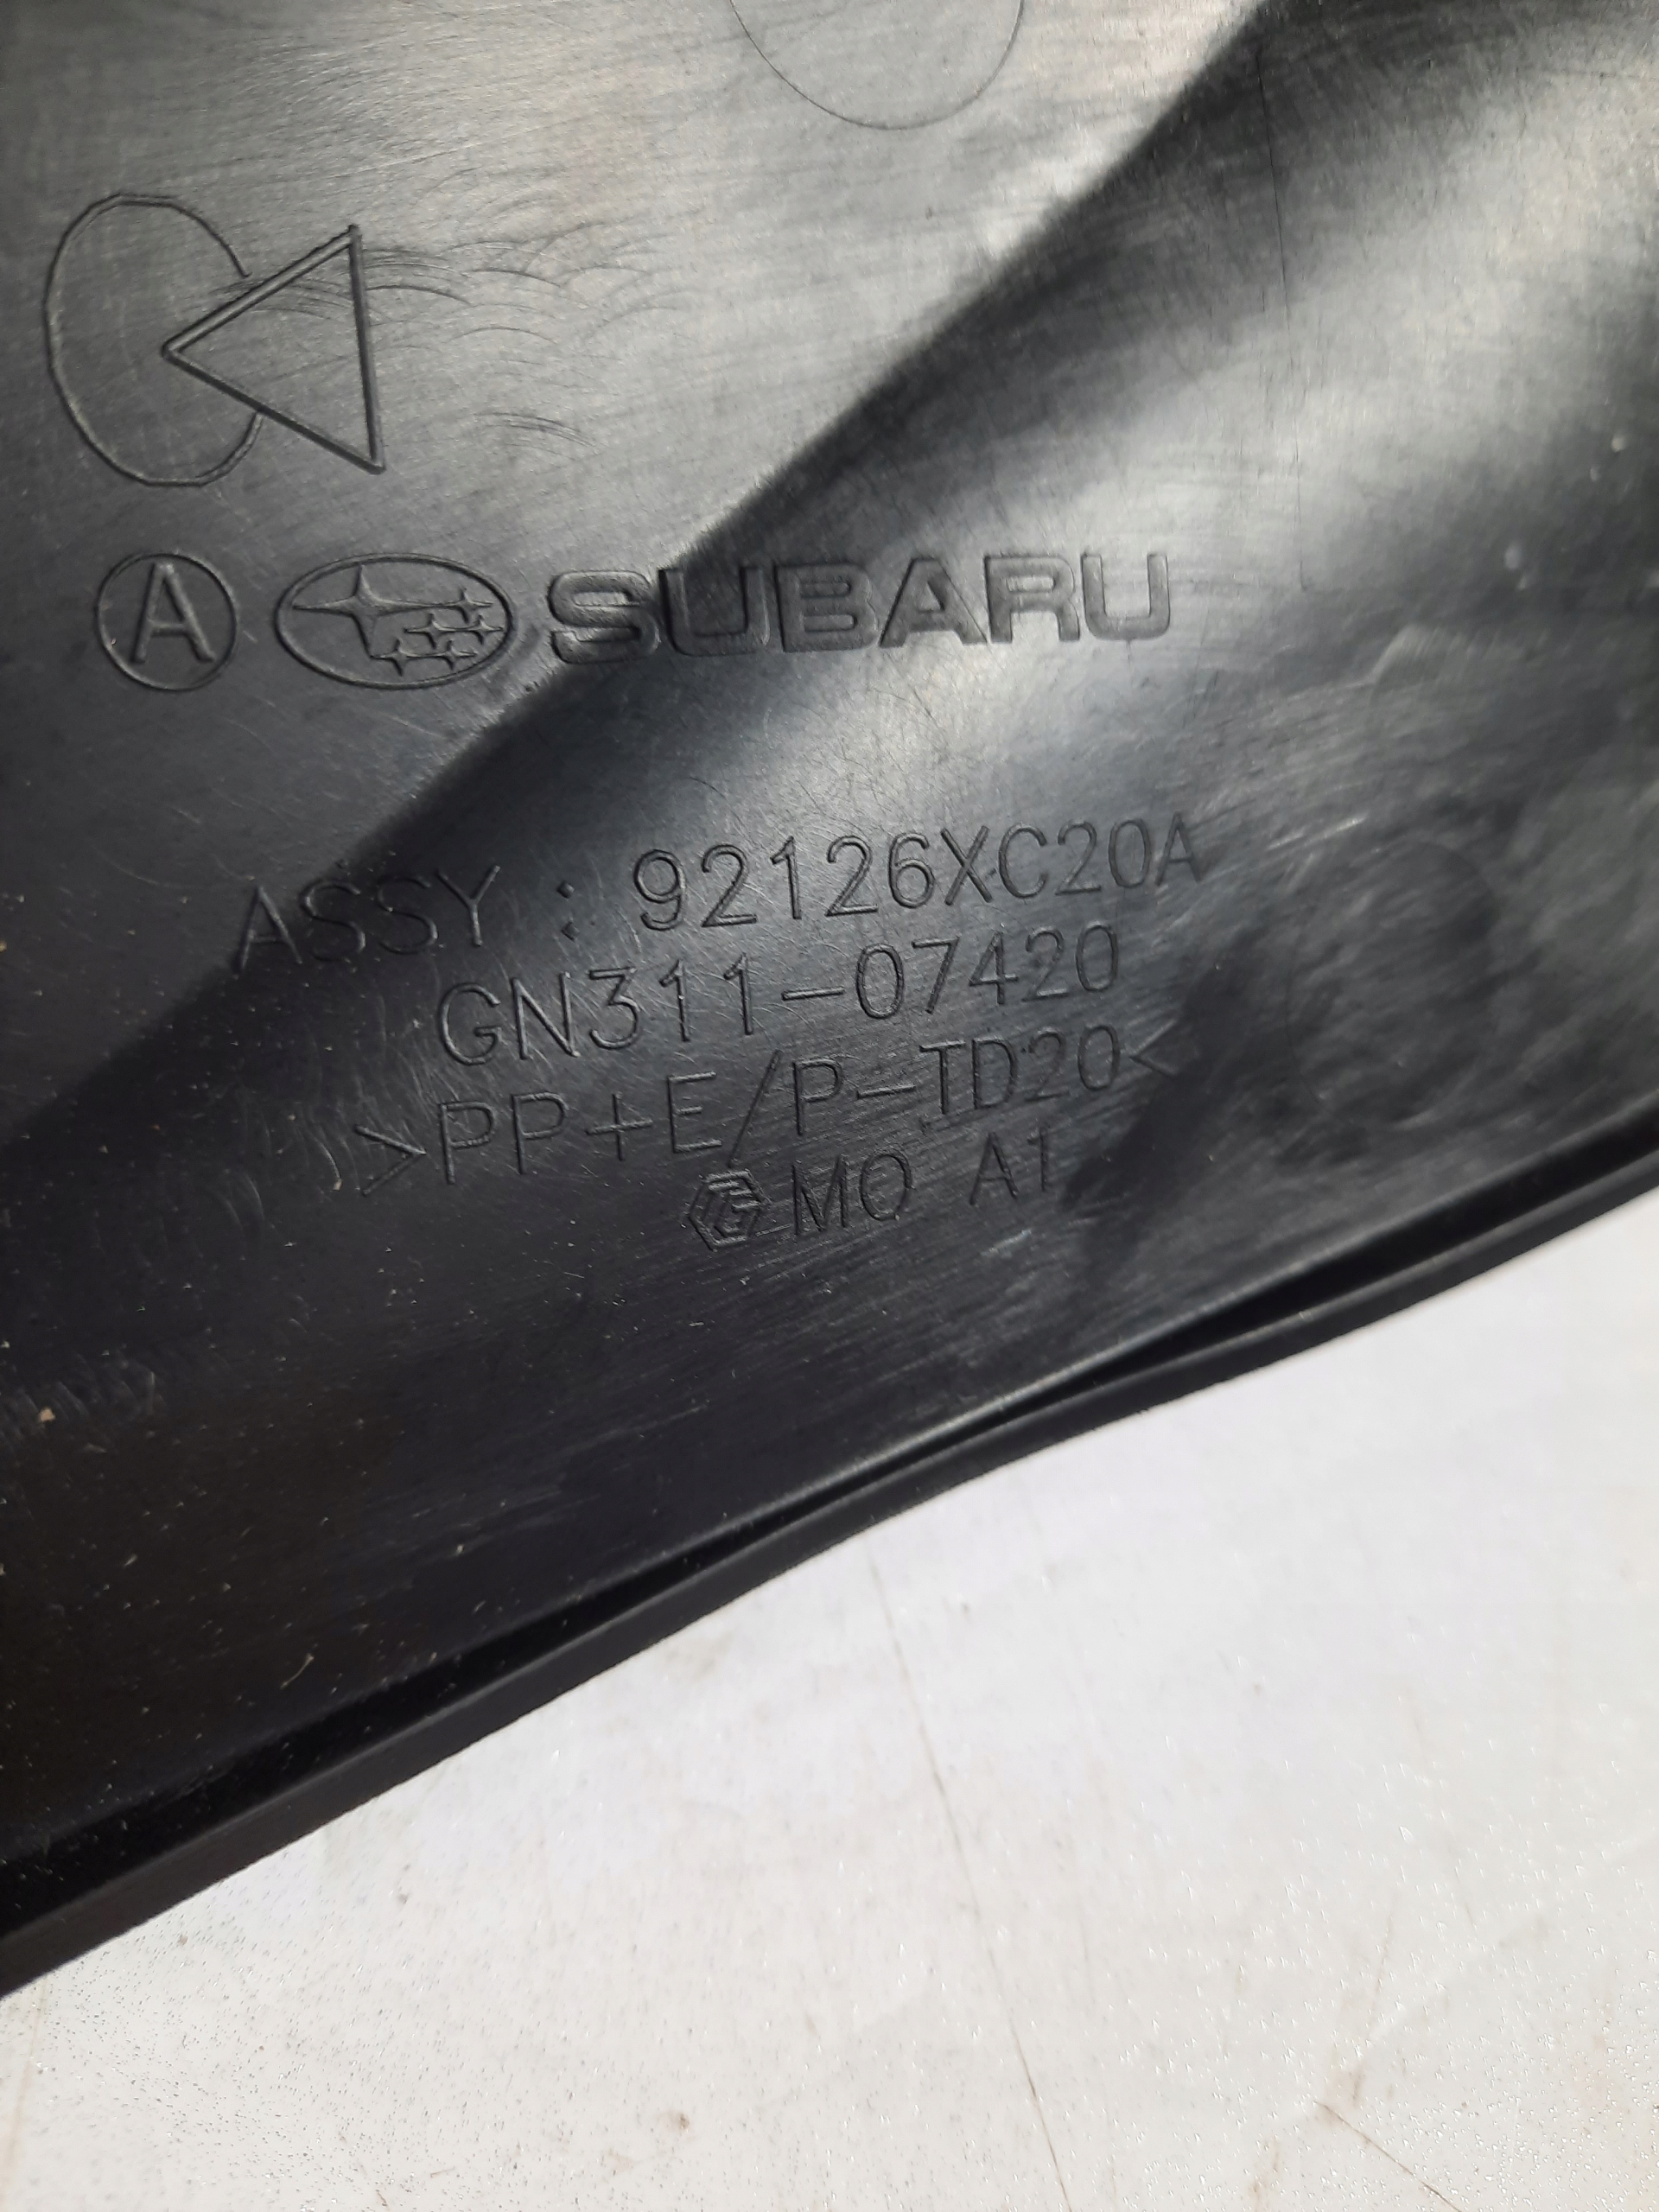 A SUBARU
ASSY : 92126XC20A
GN311-07420
>PP+E/P-TD20<
MO A1